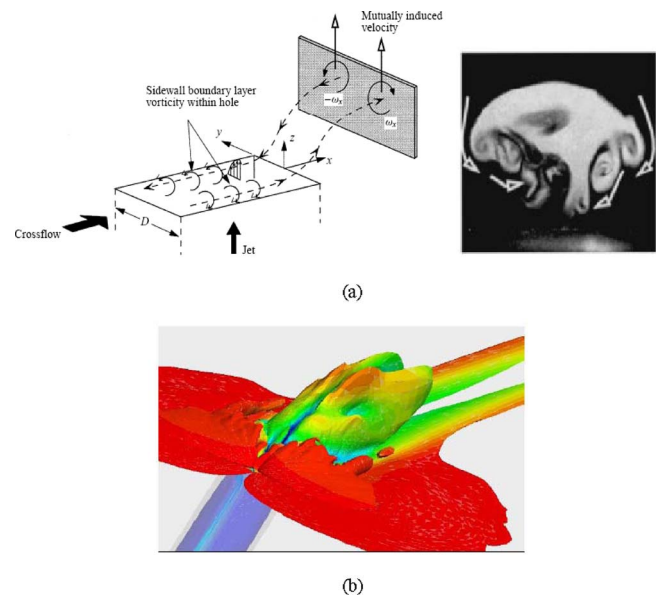 Mutually induced
velocity
Sidewall boundary layer
vorticity within hole
−ωx
ωx
y
z
x
D
Crossflow
Jet
(a)
(b)